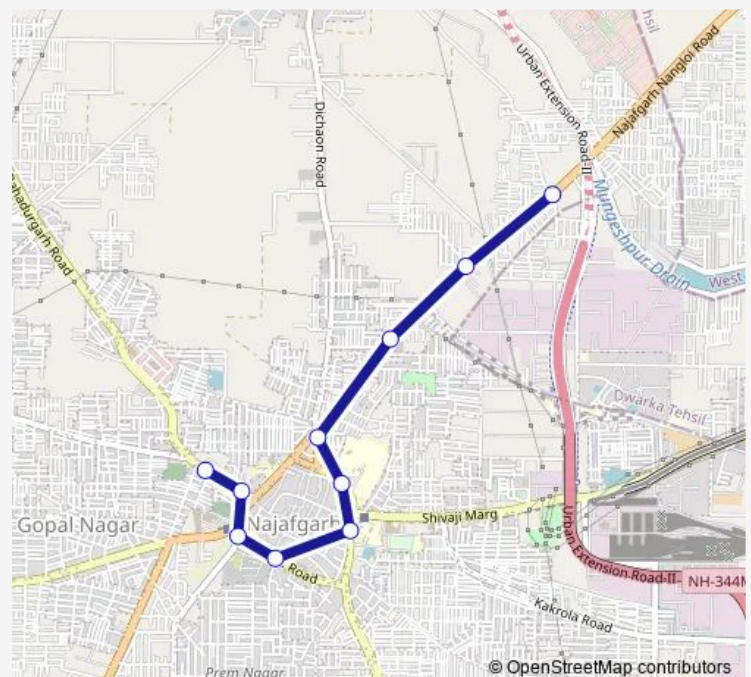 Tehsil
Najafgarh Nangloi Road
Urban Extension Road-II
Dichaon Road
Mungeshpur Drain
West
ahadurgarh Road
Dwarka Tehsil
Gopal Nagar
Najafgarh
Shivaji Marg
Road
Urban Extension Road-II
NH-344M
Kakrola Road
Prem Nagar
© OpenStreetMap contributors